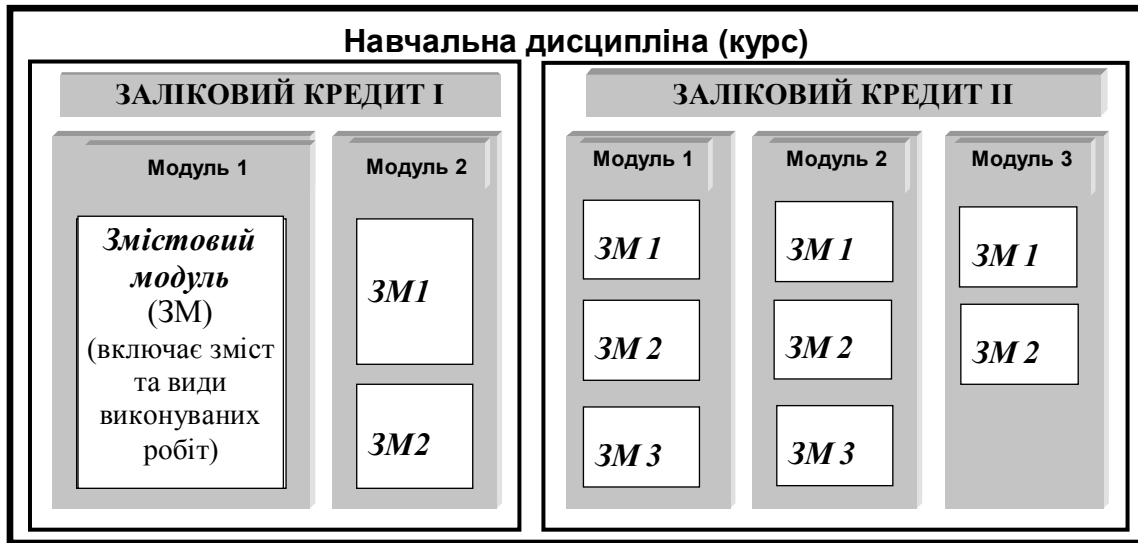 Навчальна дисципліна (курс)
ЗАЛІКОВИЙ КРЕДИТ І
Модуль 1
Змістовий
модуль
(ЗМ)
(включає зміст
та види
виконуваних
робіт)
Модуль 2
ЗМ1
ЗМ2
ЗАЛІКОВИЙ КРЕДИТ ІІ
Модуль 1
ЗМ 1
ЗМ 2
ЗМ 3
Модуль 2
ЗМ 1
ЗМ 2
ЗМ 3
Модуль 3
ЗМ 1
ЗМ 2